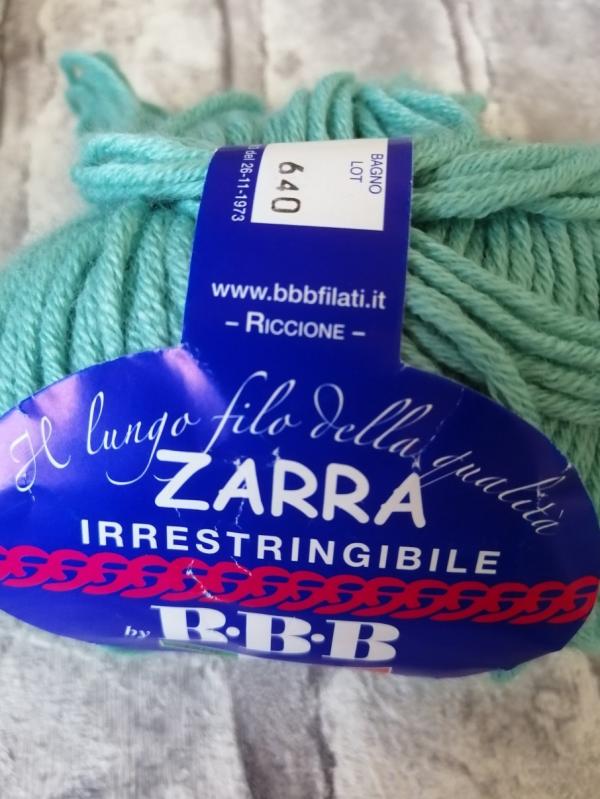 del 26-11-1973
640
BAGNO
LOT
www.bbbfilati.it
- RICCIONE -
Il lungo filo della qualità
ZARRA
IRRESTRINGIBILE
by B·B·B